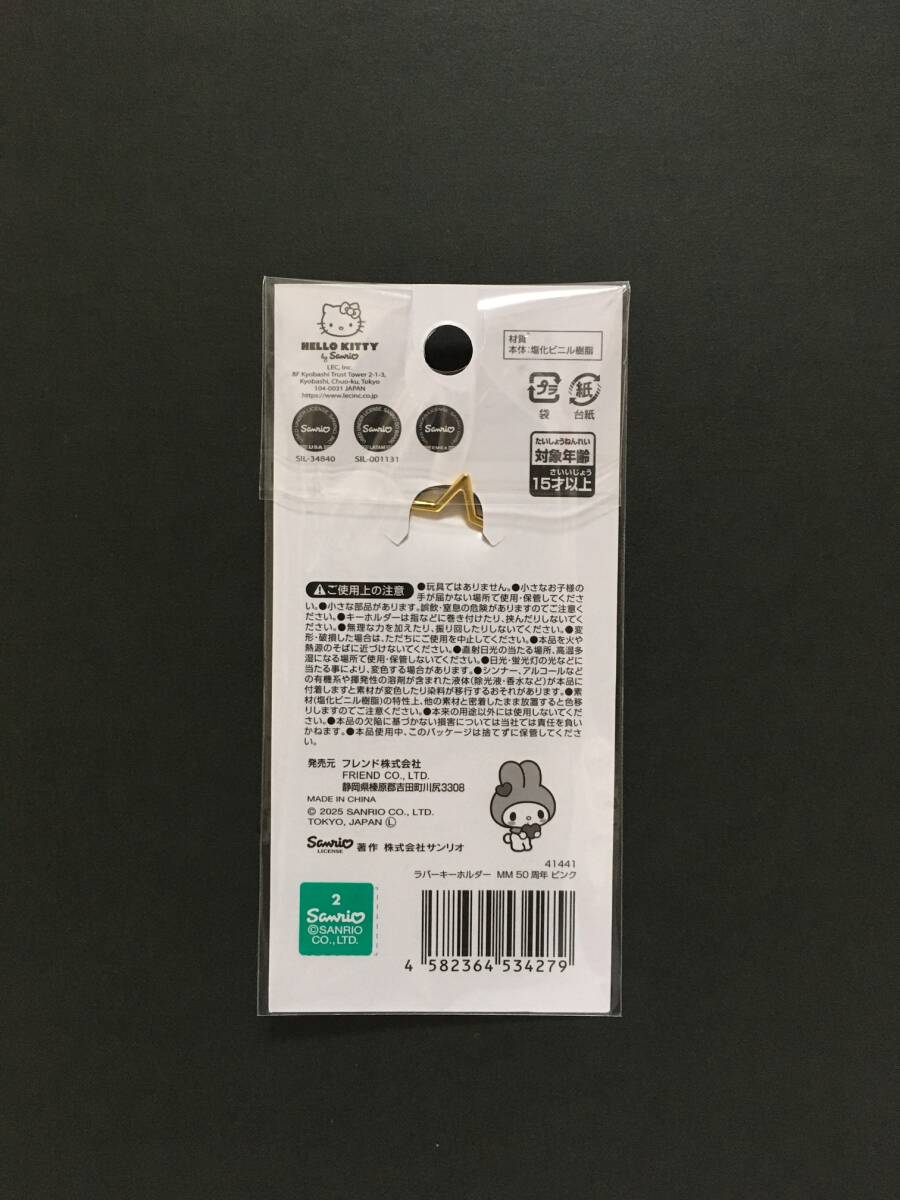 HELLO KITTY
by Sanrio
LEC, Inc.
8F Kyobashi Trust Tower 2-1-3,
Kyobashi, Chuo-ku, Tokyo
104-0031 JAPAN
https://www.lecinc.co.jp
Sanrio
USA
SIL-34840
Sanrio
LATAM
SIL-001131
Sanrio
EMEA
材質
本体：塩化ビニル樹脂
プラ
袋
紙
台紙
たいしょうねんれい
対象年齢
さいいじょう
15才以上
ご使用上の注意 ●玩具ではありません。●小さなお子様の
手が届かない場所で使用・保管してくださ
い。●小さな部品があります。誤飲・窒息の危険がありますのでご注意く
ださい。●キーホルダーは指などに巻き付けたり、挟んだりしないでくだ
さい。●無理な力を加えたり、振り回したりしないでください。●変
形・破損した場合は、ただちにご使用を中止してください。●本品を火や
熱源のそばに近づけないでください。●直射日光の当たる場所、高温多
湿になる場所で使用・保管しないでください。●日光・蛍光灯の光などに
当たる事により、変色する場合があります。●シンナー、アルコールなど
の有機系や揮発性の溶剤が含まれた液体(除光液・香水など)が本品に
付着しますと素材が変色したり染料が移行するおそれがあります。●素
材(塩化ビニル樹脂)の特性上、他の素材と密着したまま放置すると色移
りしますのでご注意ください。●本来の用途以外には使用しないでくだ
さい。●本品の欠陥に基づかない損害については当社では責任を負い
かねます。●本品使用中、このパッケージは捨てずに保管してくださ
い。
発売元 フレンド株式会社
FRIEND CO., LTD.
静岡県榛原郡吉田町川尻3308
MADE IN CHINA
© 2025 SANRIO CO., LTD.
TOKYO, JAPAN Ⓛ
Sanrio
LICENSE
著作 株式会社サンリオ
41441
ラバーキーホルダー MM 50周年 ピンク
2
Sanrio
©SANRIO
CO., LTD.
4 582364 534279